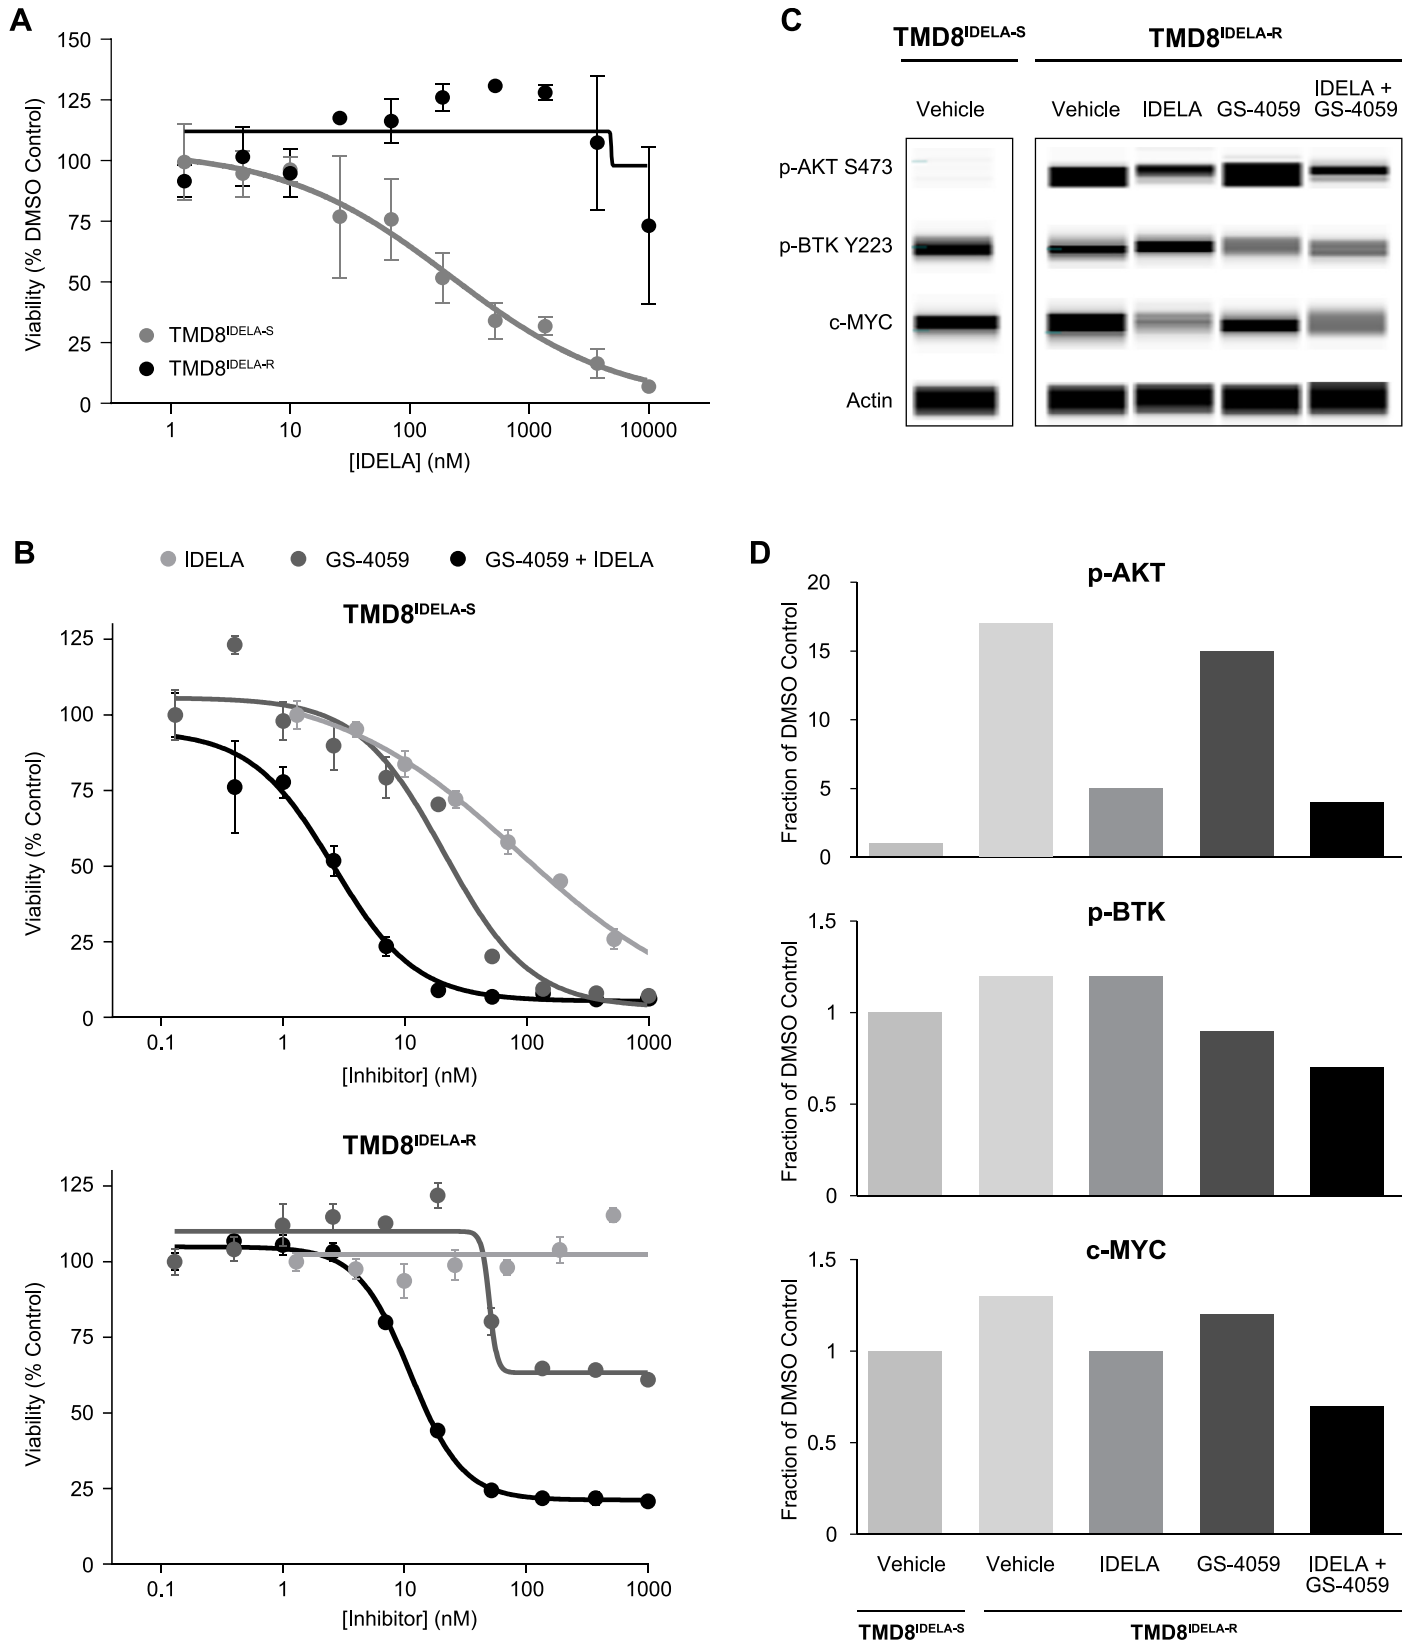 A
150
125
100
75
50
25
0
Viability (% DMSO Control)
TMD8IDELA-S
TMD8IDELA-R
1 10 100 1000 10000
[IDELA] (nM)
B
IDELA GS-4059 GS-4059 + IDELA
TMD8IDELA-S
125
100
75
50
25
0
Viability (% Control)
0.1 1 10 100 1000
[Inhibitor] (nM)
TMD8IDELA-R
125
100
75
50
25
0
Viability (% Control)
0.1 1 10 100 1000
[Inhibitor] (nM)
C
TMD8IDELA-S TMD8IDELA-R
Vehicle Vehicle IDELA GS-4059 IDELA +
GS-4059
p-AKT S473
p-BTK Y223
c-MYC
Actin
D
p-AKT
20
15
10
5
0
Fraction of DMSO Control
p-BTK
1.5
1
0.5
0
Fraction of DMSO Control
c-MYC
1.5
1
0.5
0
Fraction of DMSO Control
Vehicle Vehicle IDELA GS-4059 IDELA +
GS-4059
TMD8IDELA-S TMD8IDELA-R